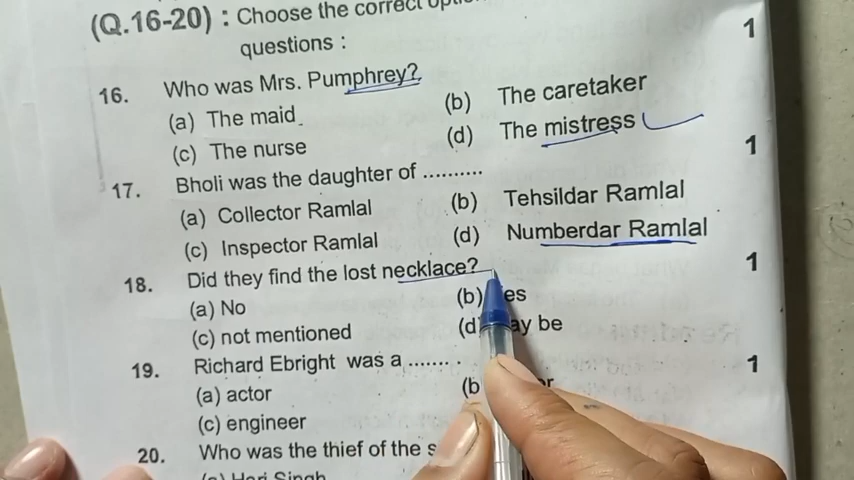 (Q.16-20) : Choose the correct
questions :
1
16. Who was Mrs. Pumphrey?
(a) The maid (b) The caretaker
(c) The nurse (d) The mistress
1
17. Bholi was the daughter of ..........
(a) Collector Ramlal (b) Tehsildar Ramlal
(c) Inspector Ramlal (d) Numberdar Ramlal
1
18. Did they find the lost necklace?
(a) No (b)
(c) not mentioned (d be
19. Richard Ebright was a ........ 1
(a) actor (b
(c) engineer
20. Who was the thief of the
(a) Hari Singh